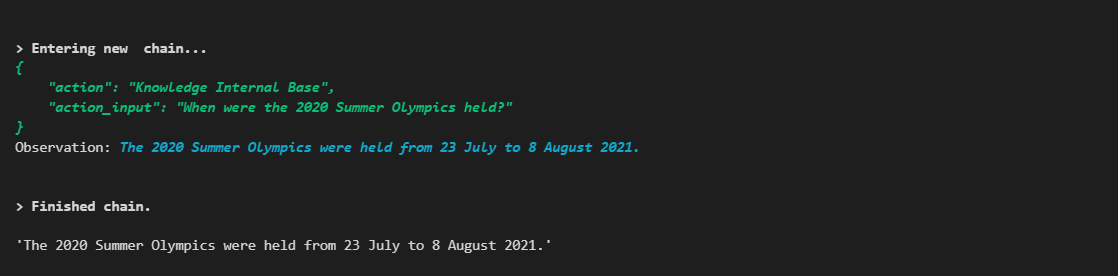 > Entering new  chain...
{
    "action": "Knowledge Internal Base",
    "action_input": "When were the 2020 Summer Olympics held?"
}
Observation: The 2020 Summer Olympics were held from 23 July to 8 August 2021.
> Finished chain.
'The 2020 Summer Olympics were held from 23 July to 8 August 2021.'